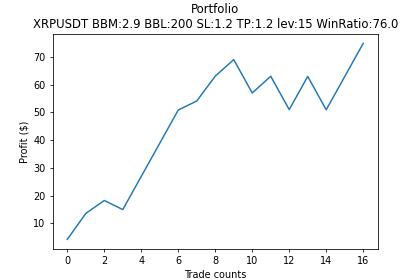 Portfolio
XRPUSDT BBM:2.9 BBL:200 SL:1.2 TP:1.2 lev:15 WinRatio:76.0
Profit ($)
70
60
50
40
30
20
10
0 2 4 6 8 10 12 14 16
Trade counts